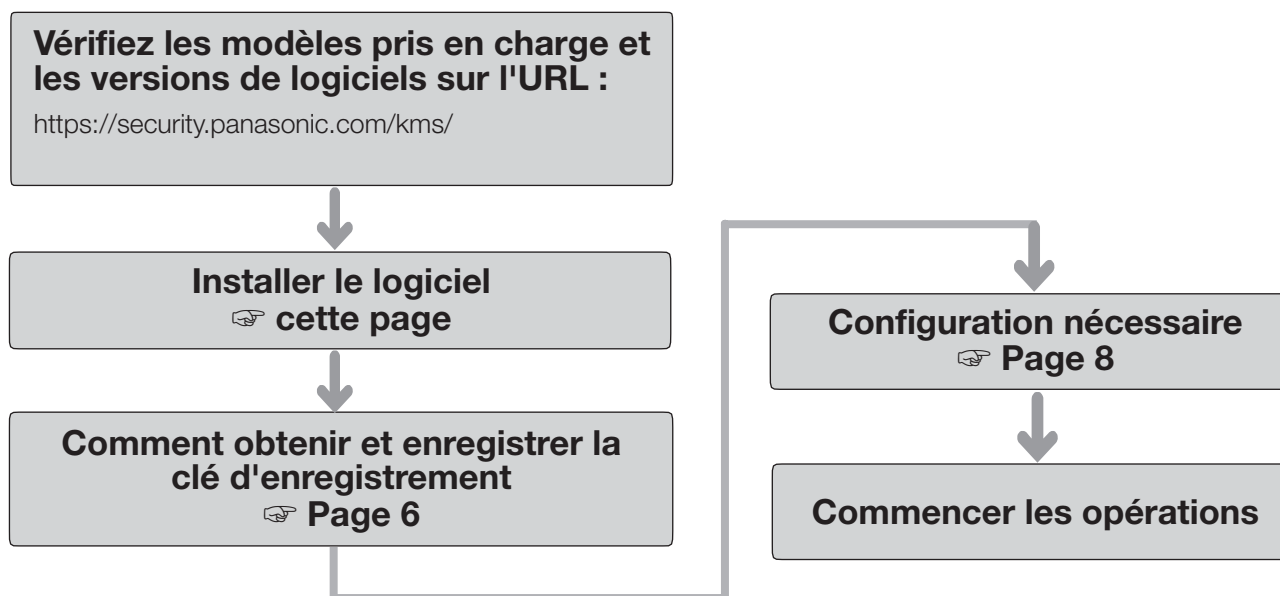 Vérifiez les modèles pris en charge et
les versions de logiciels sur l'URL :
https://security.panasonic.com/kms/
Installer le logiciel
☞ cette page
Comment obtenir et enregistrer la
clé d'enregistrement
☞ Page 6
Configuration nécessaire
☞ Page 8
Commencer les opérations